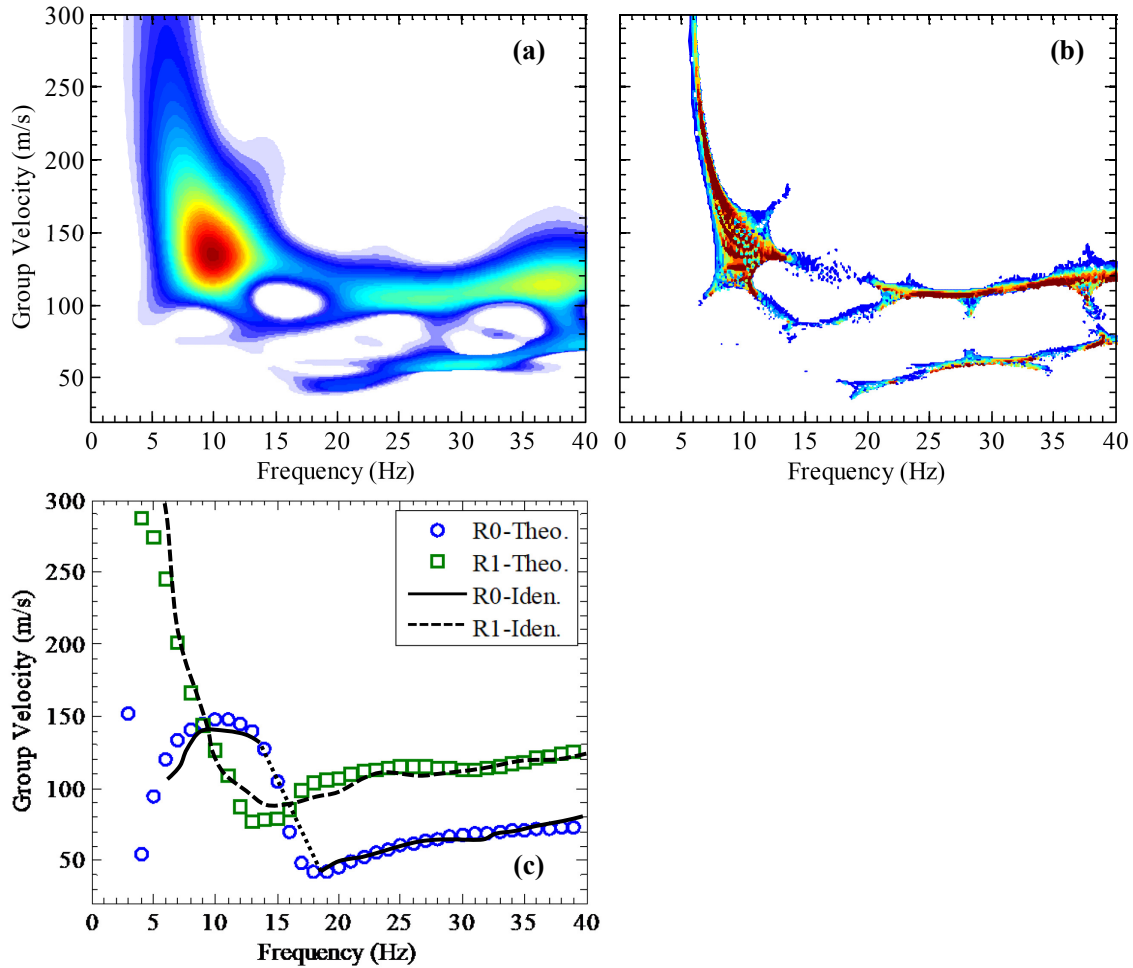 300
250
200
150
100
50
Group Velocity (m/s)
(a)
0 5 10 15 20 25 30 35 40
Frequency (Hz)
(b)
0 5 10 15 20 25 30 35 40
Frequency (Hz)
300
250
200
150
100
50
Group Velocity (m/s)
R0-Theo.
R1-Theo.
R0-Iden.
R1-Iden.
(c)
0 5 10 15 20 25 30 35 40
Frequency (Hz)